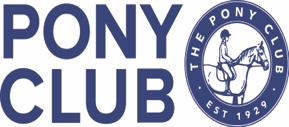 PONY
CLUB
THE PONY CLUB
• EST 1929 •